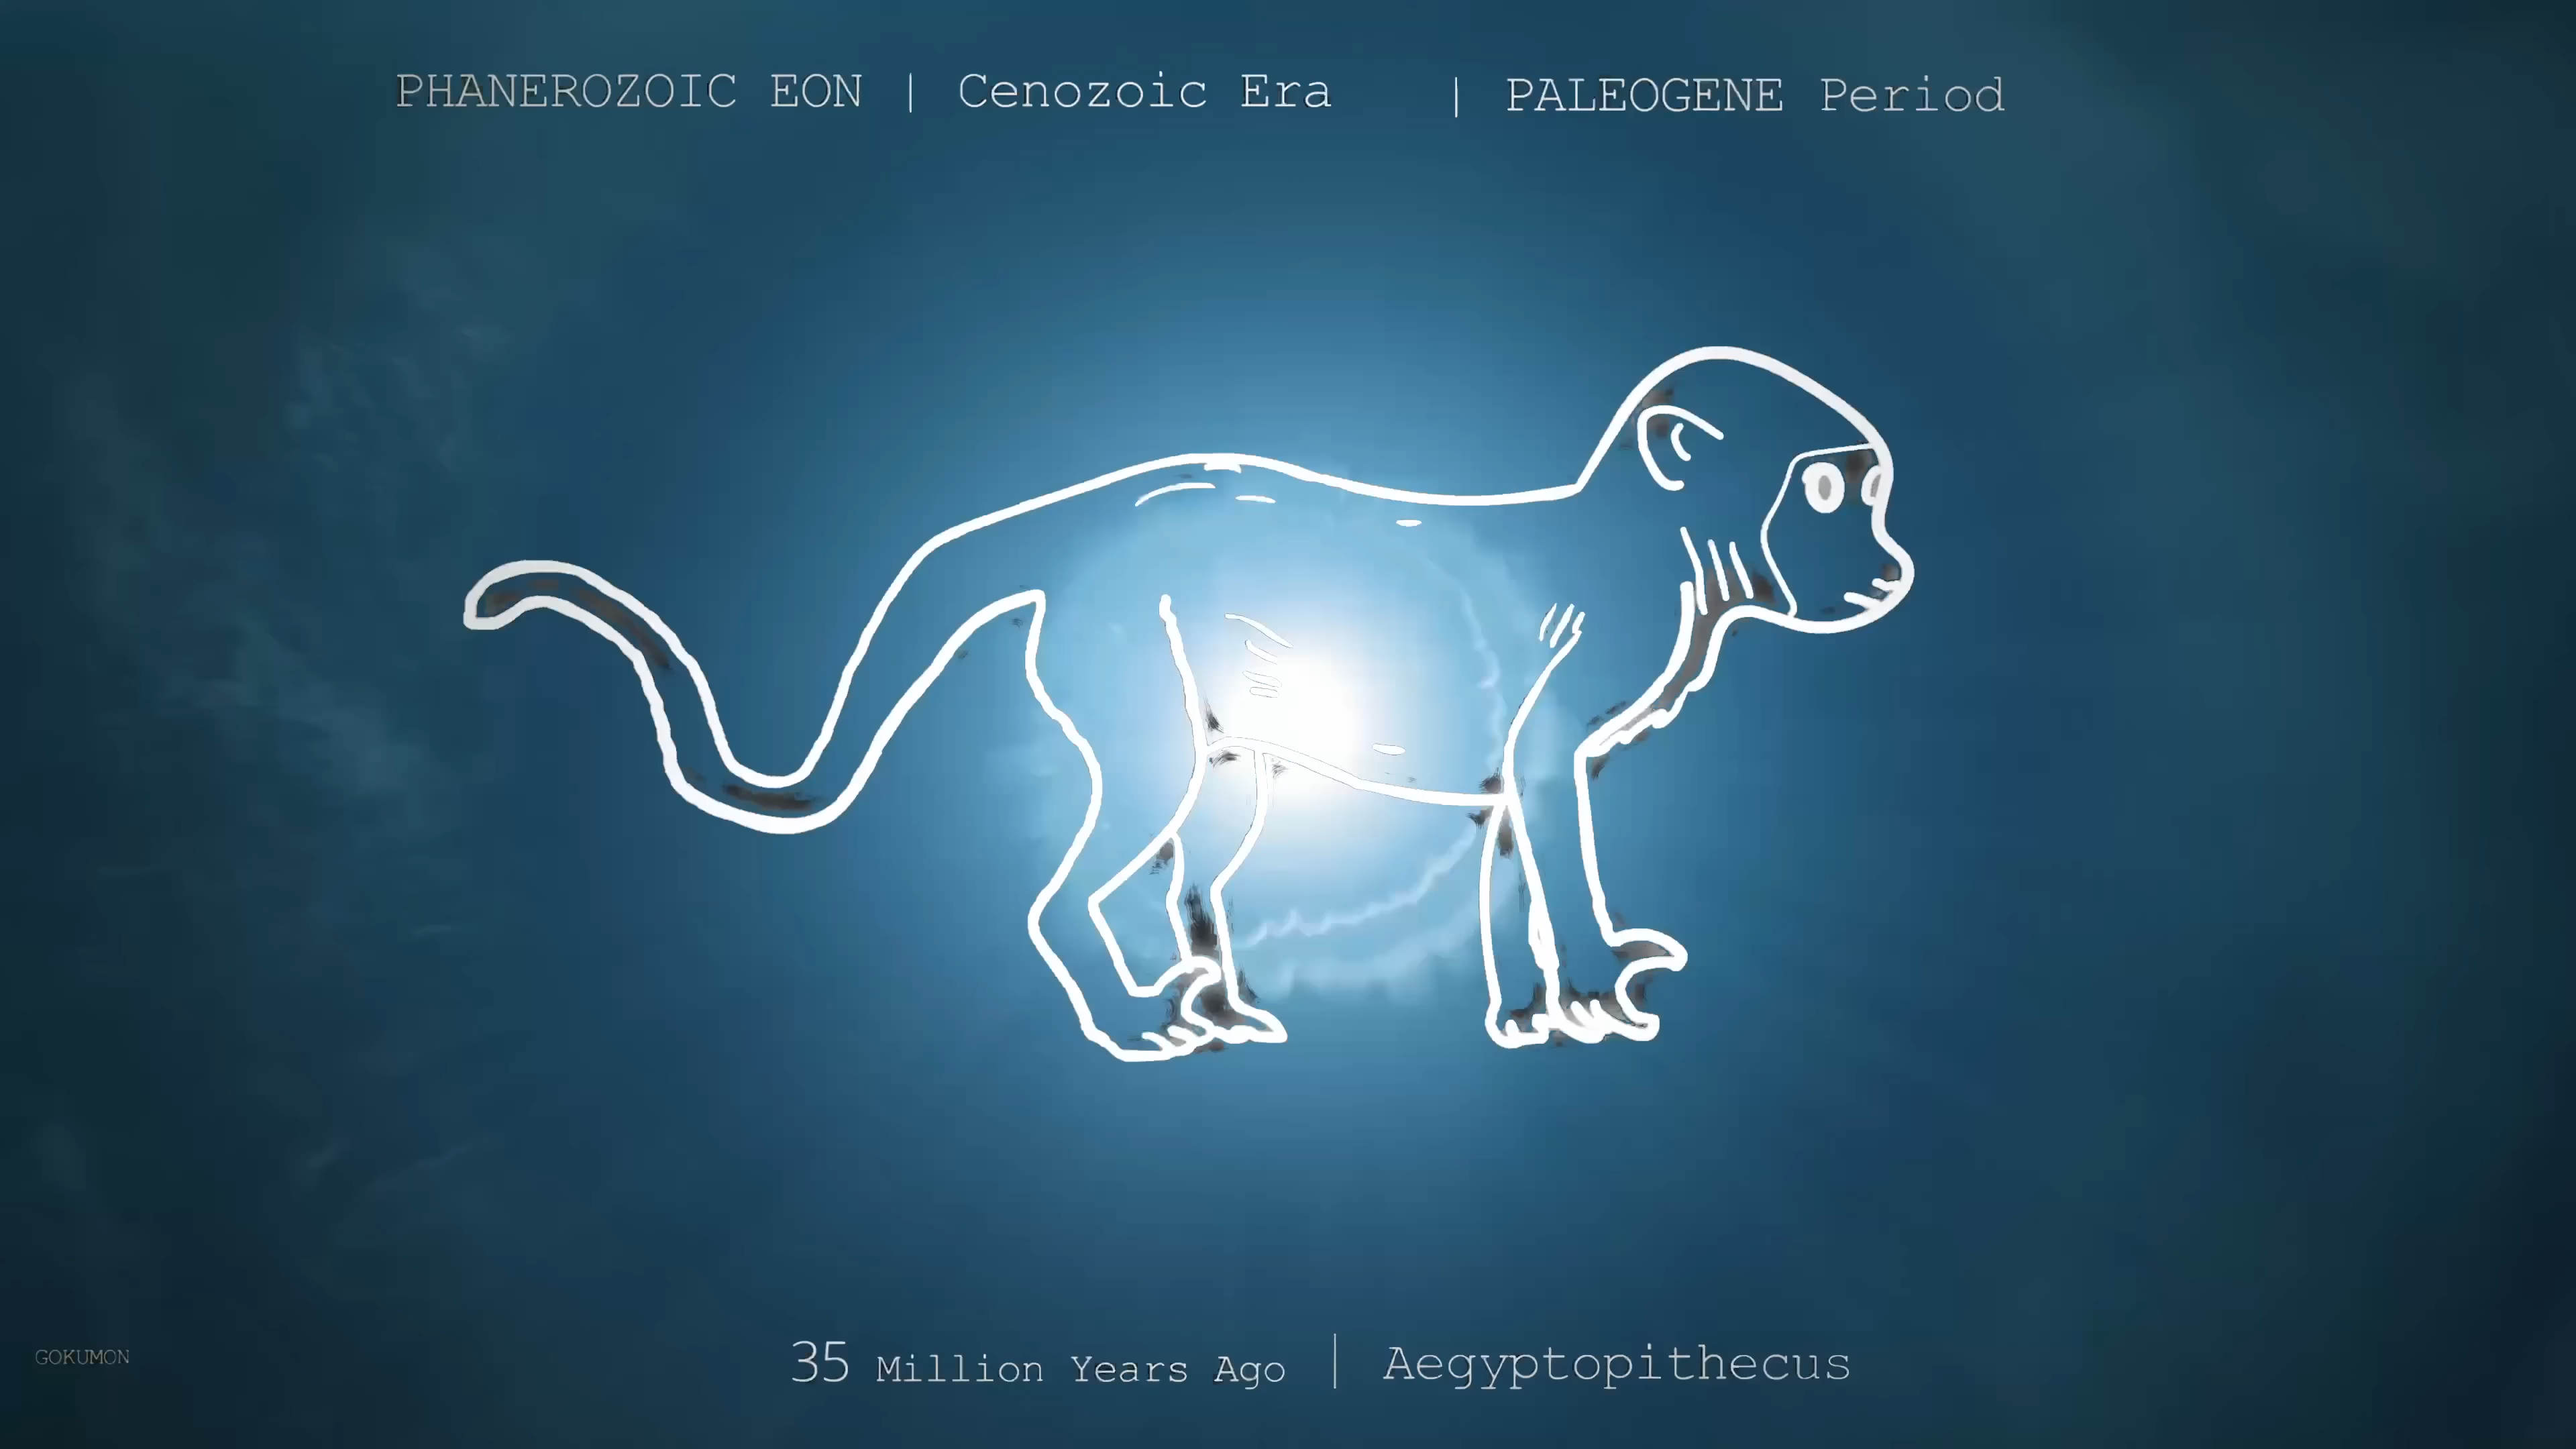 PHANEROZOIC EON | Cenozoic Era | PALEOGENE Period
35 Million Years Ago | Aegyptopithecus
GOKUMON